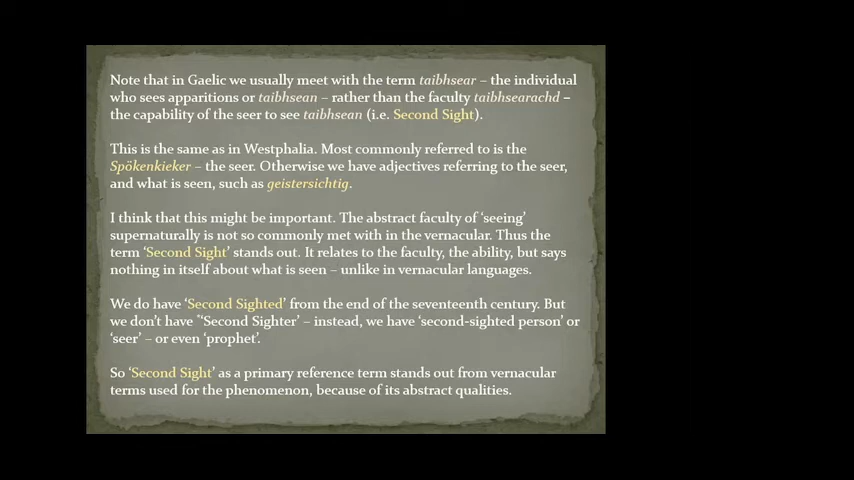 Note that in Gaelic we usually meet with the term taibhsear – the individual
who sees apparitions or taibhsean – rather than the faculty taibhsearachd –
the capability of the seer to see taibhsean (i.e. Second Sight).
This is the same as in Westphalia. Most commonly referred to is the
Spökenkieker – the seer. Otherwise we have adjectives referring to the seer,
and what is seen, such as geistersichtig.
I think that this might be important. The abstract faculty of ‘seeing’
supernaturally is not so commonly met with in the vernacular. Thus the
term ‘Second Sight’ stands out. It relates to the faculty, the ability, but says
nothing in itself about what is seen – unlike in vernacular languages.
We do have ‘Second Sighted’ from the end of the seventeenth century. But
we don’t have *‘Second Sighter’ – instead, we have ‘second-sighted person’ or
‘seer’ – or even ‘prophet’.
So ‘Second Sight’ as a primary reference term stands out from vernacular
terms used for the phenomenon, because of its abstract qualities.